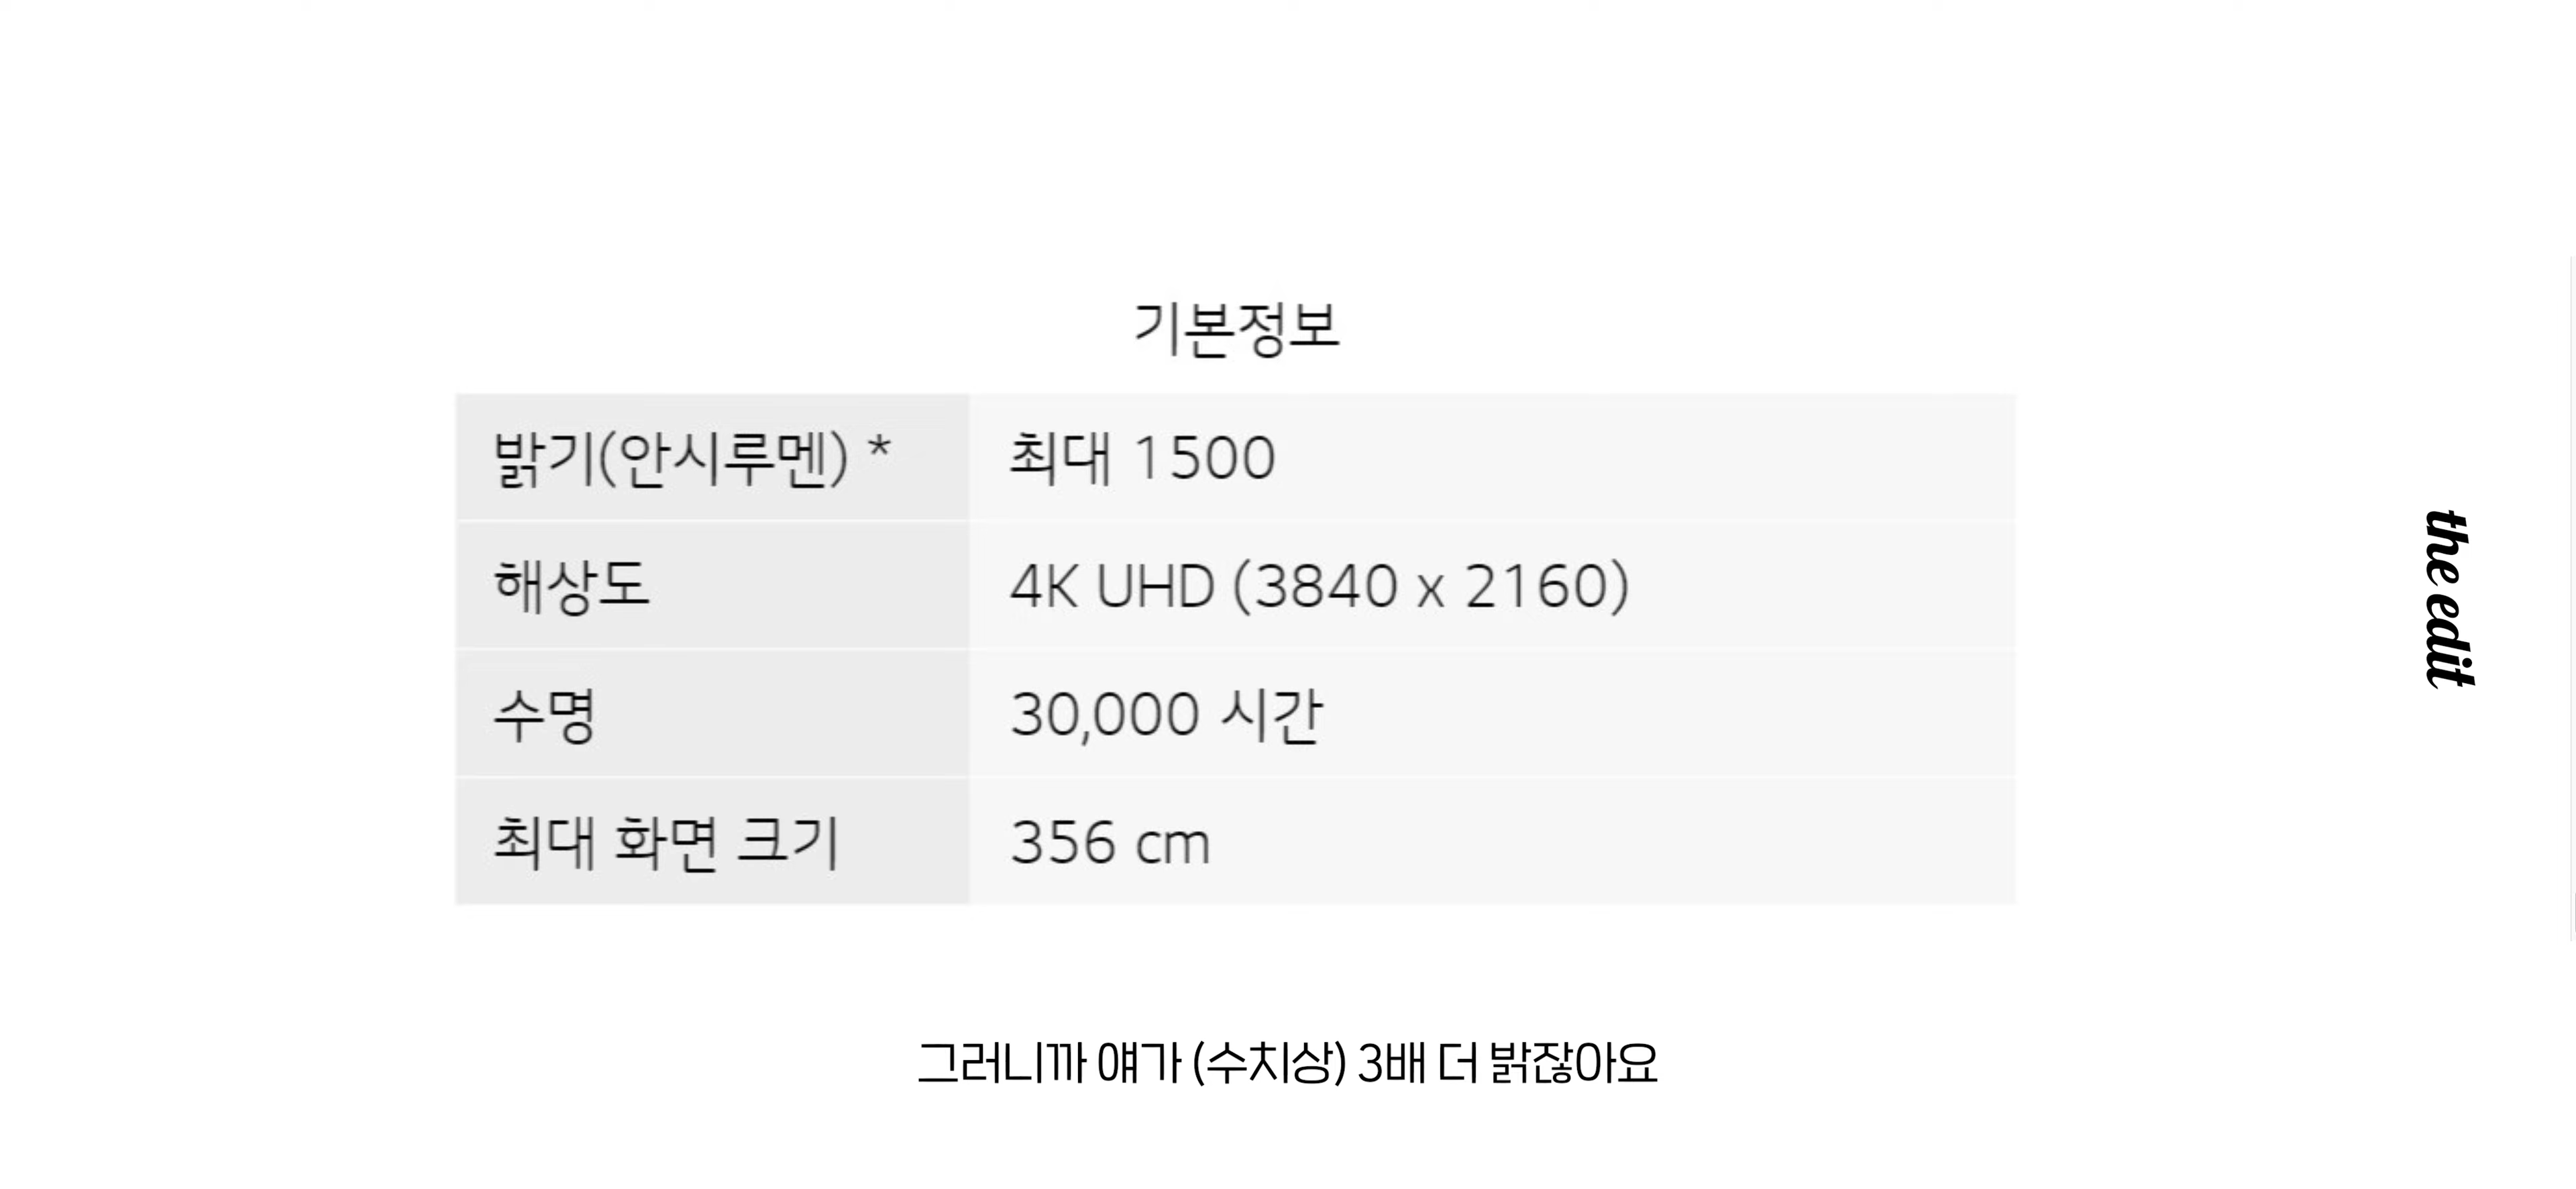 기본정보
밝기(안시루멘) * 최대 1500
해상도 4K UHD (3840 x 2160)
수명 30,000 시간
최대 화면 크기 356 cm
the edit
그러니까 얘가 (수치상) 3배 더 밝잖아요